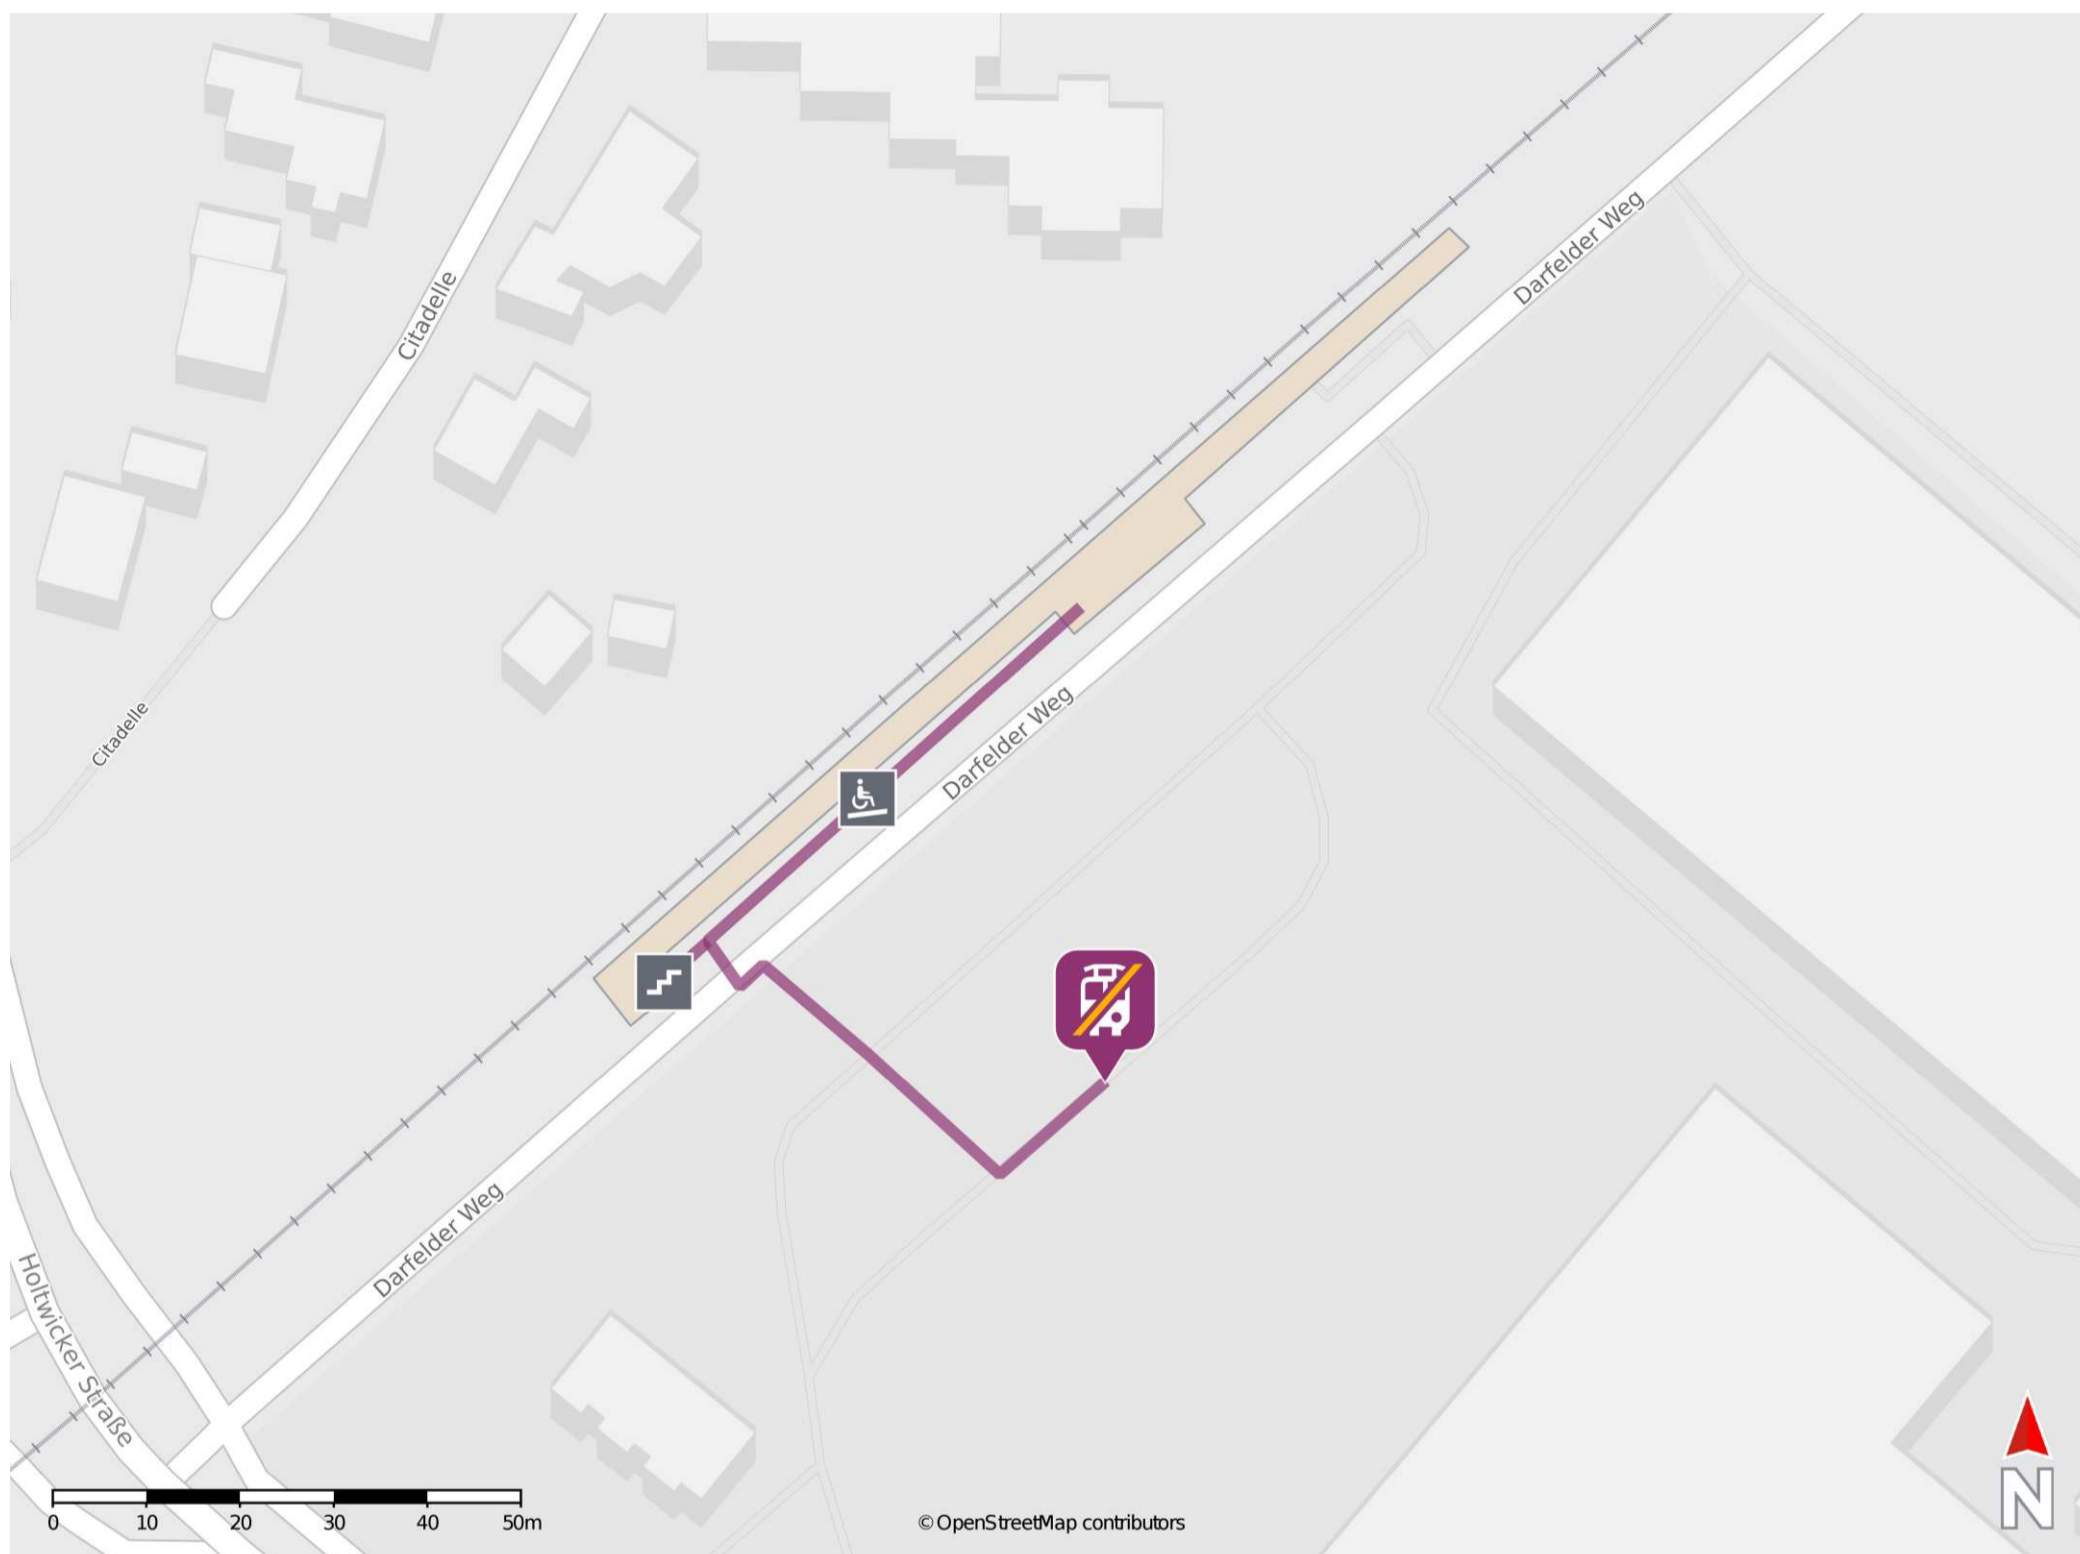 Darfelder Weg
Citadelle
Citadelle
Darfelder Weg
Darfelder Weg
Holtwicker Straße
0 10 20 30 40 50m
© OpenStreetMap contributors
N